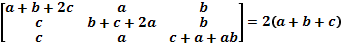 [a + b + 2c  a  b
c  b + c + 2a  b
c  a  c + a + ab] = 2(a + b + c)